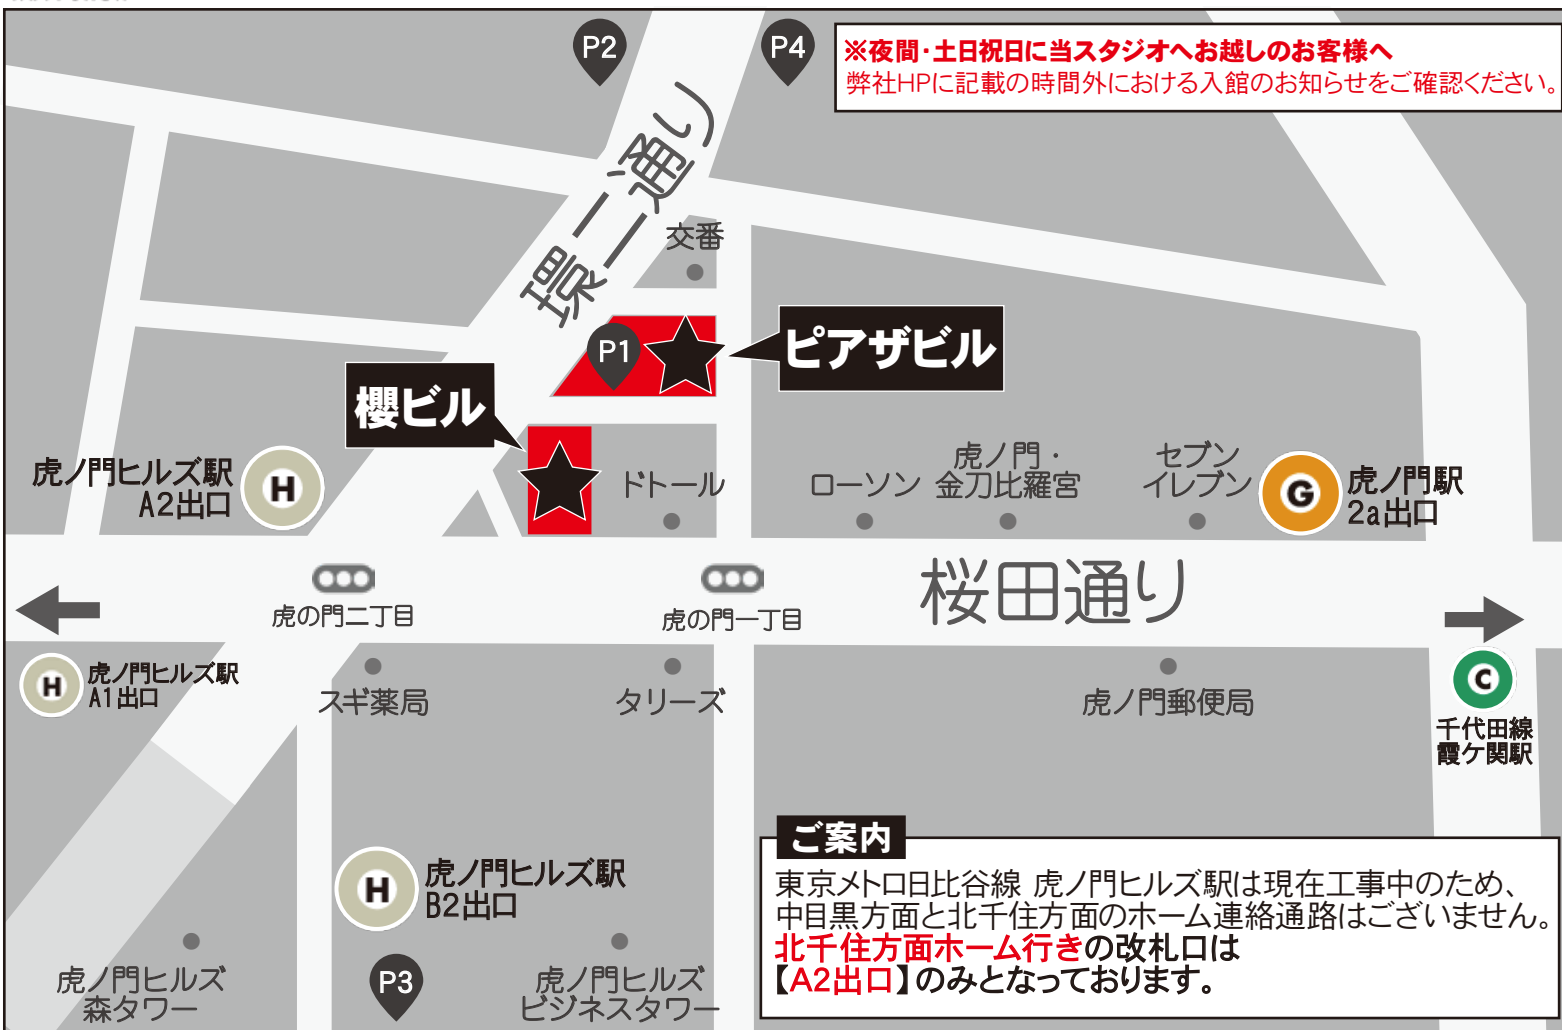 P2
P4
※夜間・土日祝日に当スタジオへお越しのお客様へ
弊社HPに記載の時間外における入館のお知らせをご確認ください。
環二通り
交番
P1
ピアザビル
櫻ビル
虎ノ門ヒルズ駅
A2出口
H
ドトール
ローソン
虎ノ門・
金刀比羅宮
セブン
イレブン
G
虎ノ門駅
2a出口
桜田通り
虎の門二丁目
虎の門一丁目
H
虎ノ門ヒルズ駅
A1出口
スギ薬局
タリーズ
虎ノ門郵便局
C
千代田線
霞ケ関駅
H
虎ノ門ヒルズ駅
B2出口
虎ノ門ヒルズ
森タワー
P3
虎ノ門ヒルズ
ビジネスタワー
ご案内
東京メトロ日比谷線 虎ノ門ヒルズ駅は現在工事中のため、
中目黒方面と北千住方面のホーム連絡通路はございません。
北千住方面ホーム行きの改札口は
【A2出口】のみとなっております。